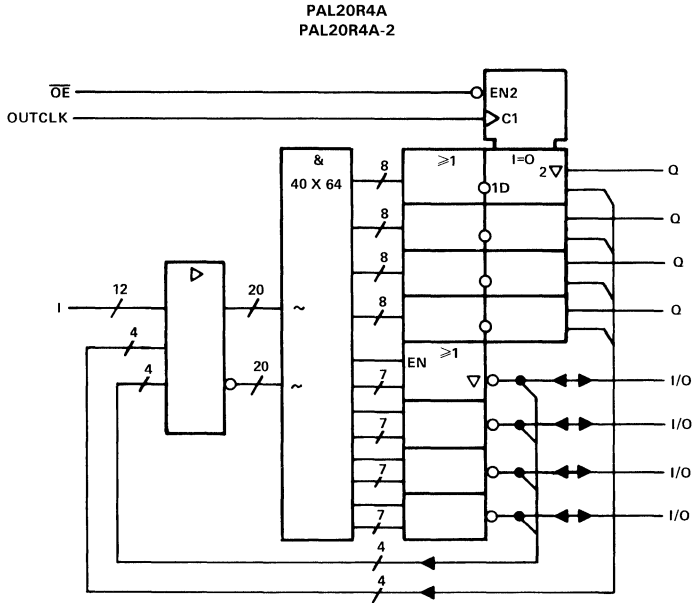 PAL20R4A
PAL20R4A-2
OE EN2
OUTCLK C1
& ≥1 I=0
40 X 64 8 2 ▽ Q
1D
8 Q
8 Q
▷
I 12 20 ~ 8 Q
4 ≥1
EN
4 20 ~ 7 ▽ I/O
7 I/O
7 I/O
7 I/O
4
4